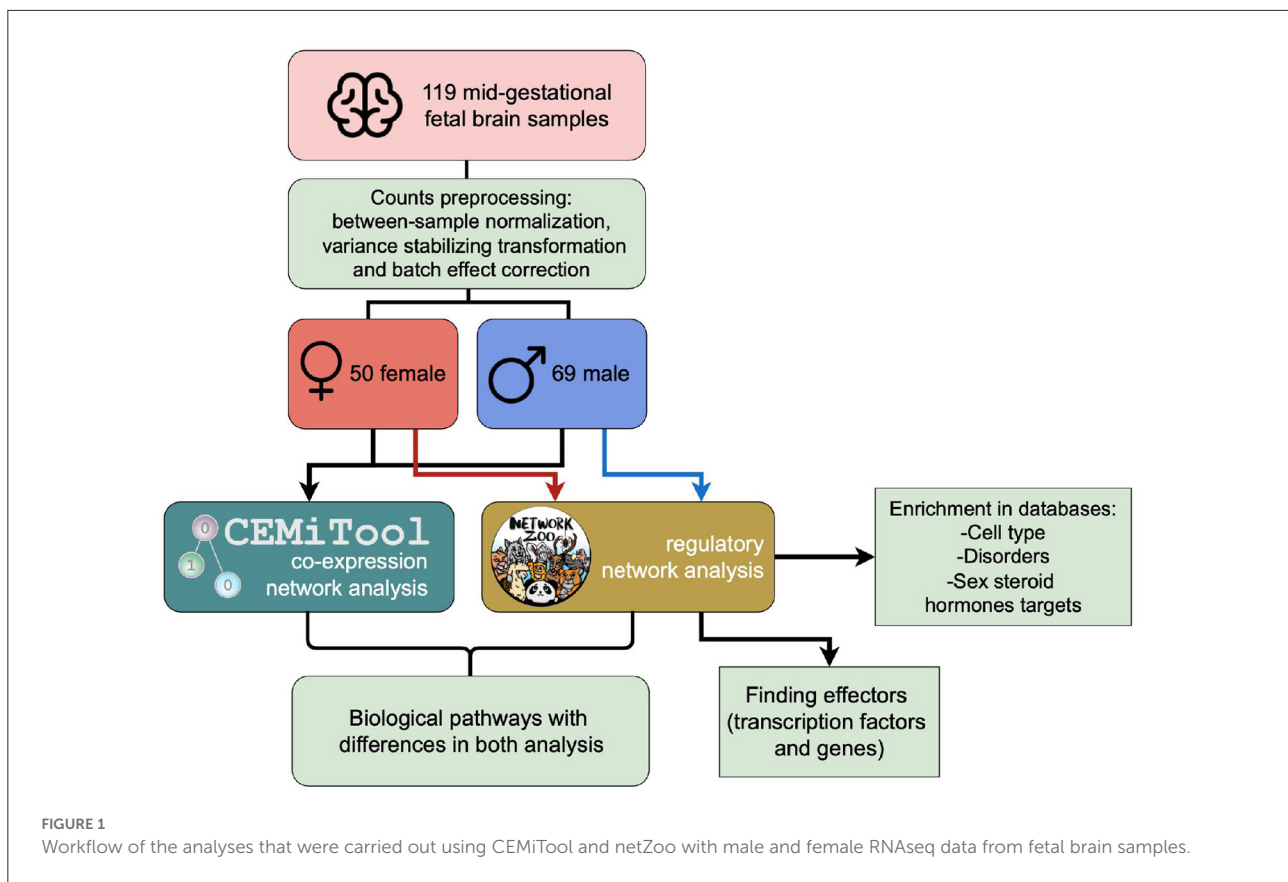 119 mid-gestational
fetal brain samples
Counts preprocessing:
between-sample normalization,
variance stabilizing transformation
and batch effect correction
50 female
69 male
0
1
0
CEMiTool
co-expression
network analysis
NETWORK
ZOO
regulatory
network analysis
Enrichment in databases:
-Cell type
-Disorders
-Sex steroid
hormones targets
Biological pathways with
differences in both analysis
Finding effectors
(transcription factors
and genes)
FIGURE 1
Workflow of the analyses that were carried out using CEMiTool and netZoo with male and female RNAseq data from fetal brain samples.